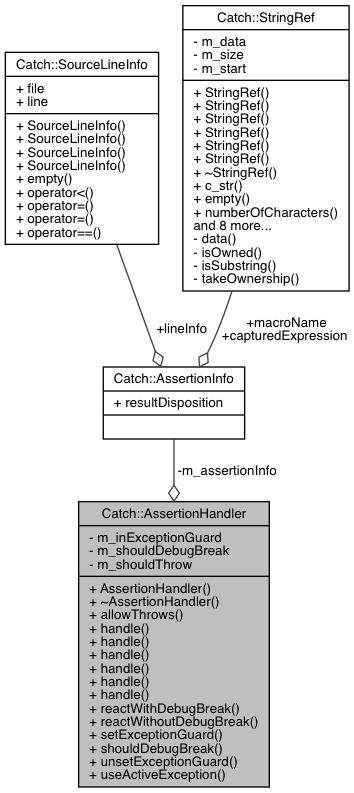 Catch::SourceLineInfo
+ file
+ line
+ SourceLineInfo()
+ SourceLineInfo()
+ SourceLineInfo()
+ SourceLineInfo()
+ empty()
+ operator<()
+ operator=()
+ operator=()
+ operator==()
Catch::StringRef
- m_data
- m_size
- m_start
+ StringRef()
+ StringRef()
+ StringRef()
+ StringRef()
+ StringRef()
+ StringRef()
+ ~StringRef()
+ c_str()
+ empty()
+ numberOfCharacters()
and 8 more...
- data()
- isOwned()
- isSubstring()
- takeOwnership()
+lineInfo
+macroName
+capturedExpression
Catch::AssertionInfo
+ resultDisposition
-m_assertionInfo
Catch::AssertionHandler
- m_inExceptionGuard
- m_shouldDebugBreak
- m_shouldThrow
+ AssertionHandler()
+ ~AssertionHandler()
+ allowThrows()
+ handle()
+ handle()
+ handle()
+ handle()
+ handle()
+ handle()
+ reactWithDebugBreak()
+ reactWithoutDebugBreak()
+ setExceptionGuard()
+ shouldDebugBreak()
+ unsetExceptionGuard()
+ useActiveException()